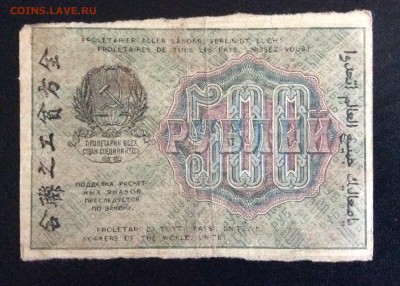 COINS.LAVE.RU
PROLETARIER ALLER LÄNDER, VEREINIGT EUCH!
PROLÉTAIRES DE TOUS LES PAYS, UNISSEZ-VOUS!
ПРОЛЕТАРИИ ВСЕХ
СТРАН СОЕДИНЯЙТЕСЬ
500
РУБЛЕЙ
ПОДДЕЛКА РАСЧЕТ-
НЫХ ЗНАКОВ
ПРЕСЛЕДУЕТСЯ
ПО ЗАКОНУ.
PROLETARI DI TUTTI I PAESI, UNITEVI!
WORKERS OF THE WORLD, UNITE!